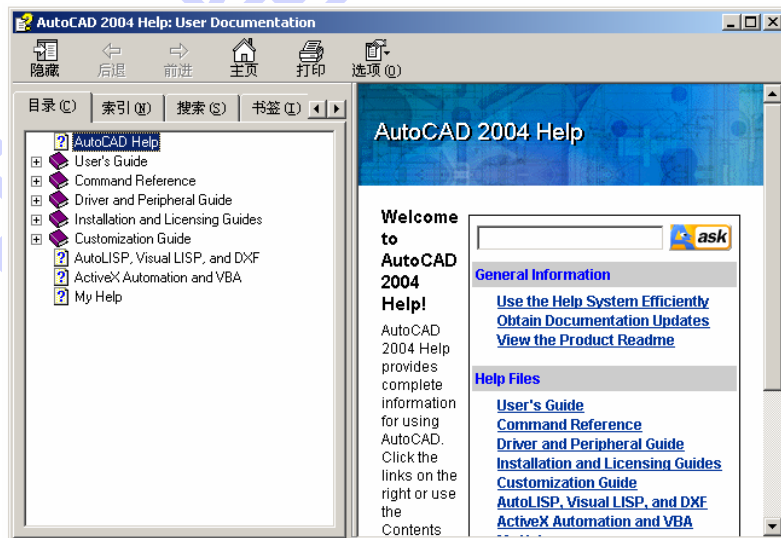 AutoCAD 2004 Help: User Documentation
隐藏 后退 前进 主页 打印 选项(O)
目录(C) 索引(N) 搜索(S) 书签(I)
AutoCAD Help
User's Guide
Command Reference
Driver and Peripheral Guide
Installation and Licensing Guides
Customization Guide
AutoLISP, Visual LISP, and DXF
ActiveX Automation and VBA
My Help
AutoCAD 2004 Help
Welcome
to
AutoCAD
2004
Help!
AutoCAD
2004 Help
provides
complete
information
for using
AutoCAD.
Click the
links on the
right or use
the
Contents
ask
General Information
Use the Help System Efficiently
Obtain Documentation Updates
View the Product Readme
Help Files
User's Guide
Command Reference
Driver and Peripheral Guide
Installation and Licensing Guides
Customization Guide
AutoLISP, Visual LISP, and DXF
ActiveX Automation and VBA